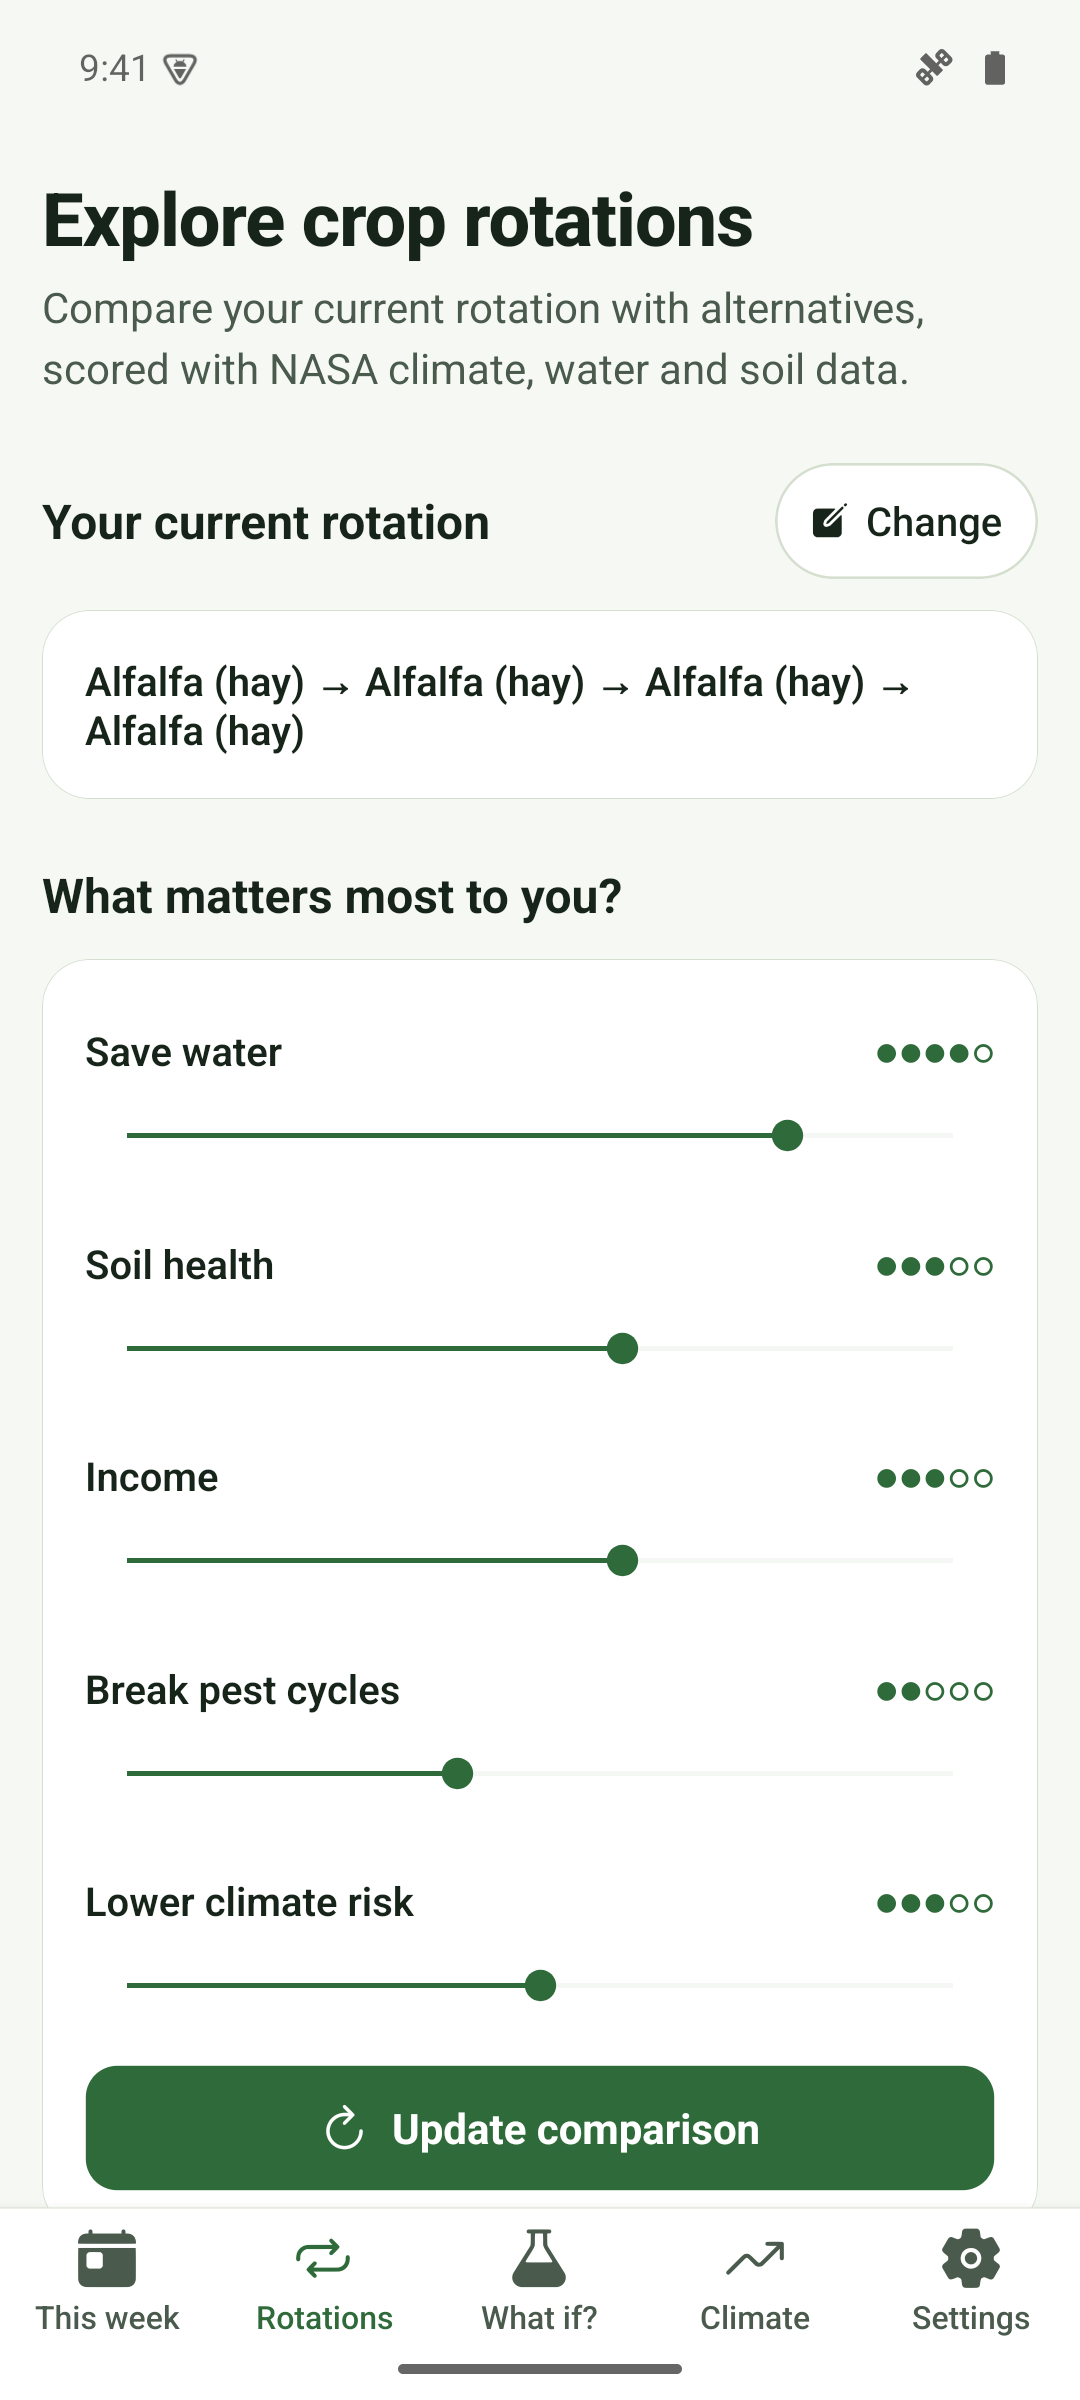 9:41
Explore crop rotations
Compare your current rotation with alternatives,
scored with NASA climate, water and soil data.
Your current rotation
Change
Alfalfa (hay) → Alfalfa (hay) → Alfalfa (hay) →
Alfalfa (hay)
What matters most to you?
Save water
Soil health
Income
Break pest cycles
Lower climate risk
Update comparison
This week
Rotations
What if?
Climate
Settings